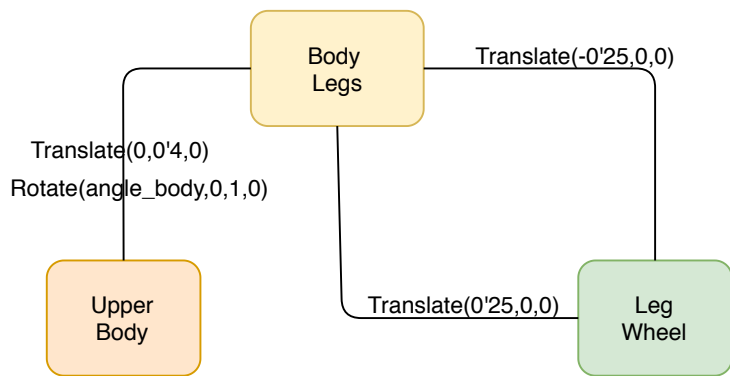 Body
Legs
Translate(-0'25,0,0)
Translate(0,0'4,0)
Rotate(angle_body,0,1,0)
Upper
Body
Translate(0'25,0,0)
Leg
Wheel